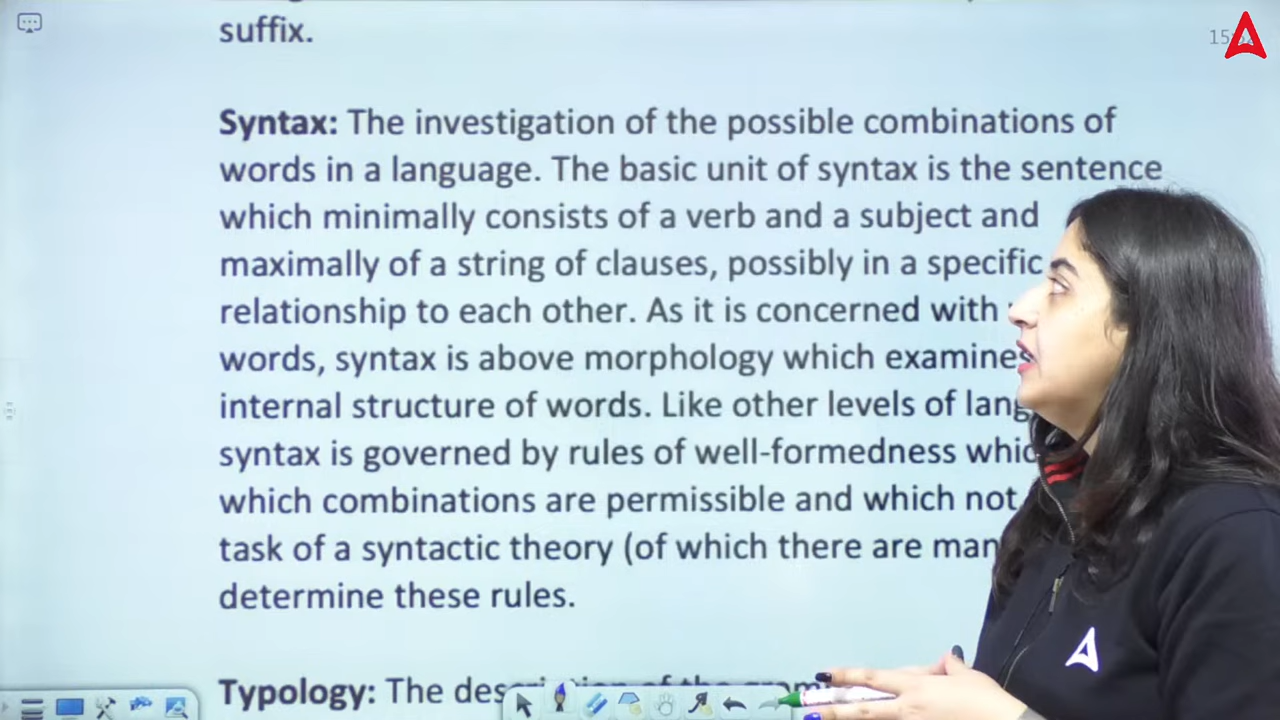 suffix.
Syntax: The investigation of the possible combinations of
words in a language. The basic unit of syntax is the sentence
which minimally consists of a verb and a subject and
maximally of a string of clauses, possibly in a specific
relationship to each other. As it is concerned with
words, syntax is above morphology which examines
internal structure of words. Like other levels of
syntax is governed by rules of well-formedness
which combinations are permissible and which not
task of a syntactic theory (of which there are
determine these rules.
Typology: The